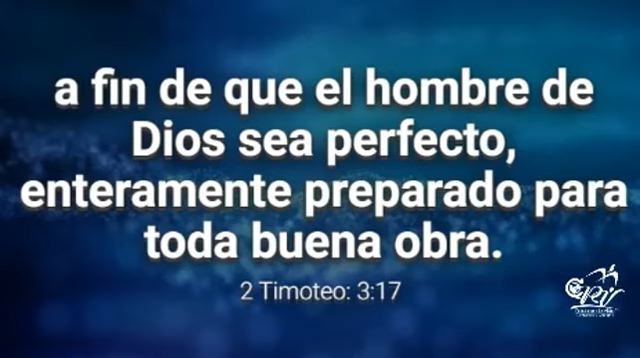 a fin de que el hombre de
Dios sea perfecto,
enteramente preparado para
toda buena obra.
2 Timoteo: 3:17